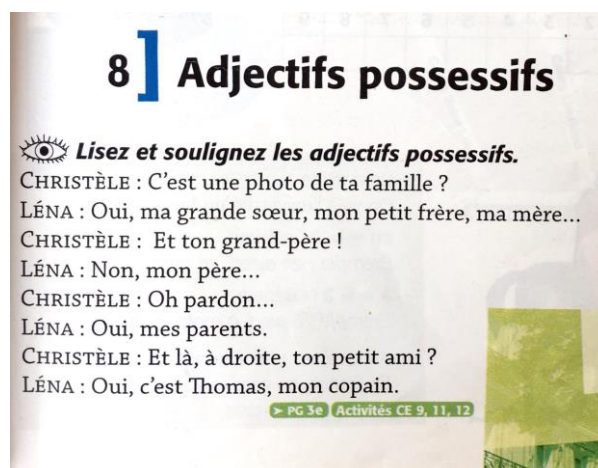 8] Adjectifs possessifs
Lisez et soulignez les adjectifs possessifs.
CHRISTÈLE : C'est une photo de ta famille ?
LÉNA : Oui, ma grande sœur, mon petit frère, ma mère...
CHRISTÈLE : Et ton grand-père !
LÉNA : Non, mon père...
CHRISTÈLE : Oh pardon...
LÉNA : Oui, mes parents.
CHRISTÈLE : Et là, à droite, ton petit ami ?
LÉNA : Oui, c'est Thomas, mon copain.
➤ PG 3e Activités CE 9, 11, 12